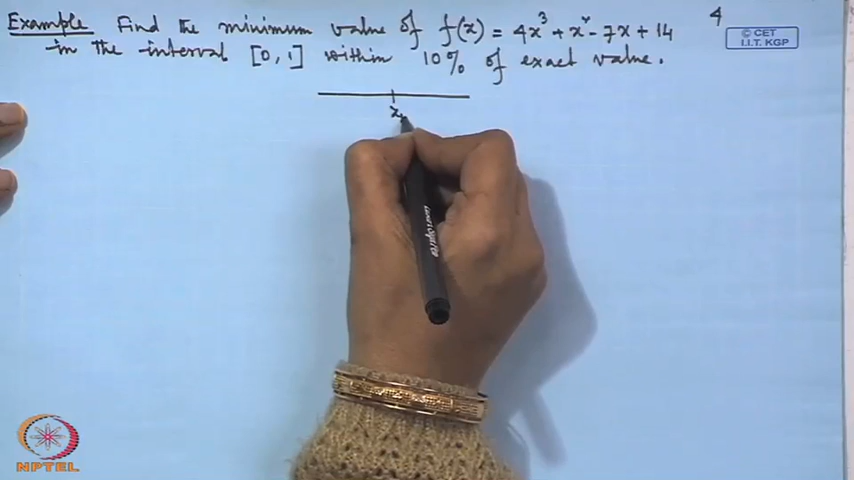 Example Find the minimum value of f(x) = 4x³ + x² - 7x + 14
in the interval [0, 1] within 10% of exact value.
4
© CET
I.I.T. KGP
NPTEL